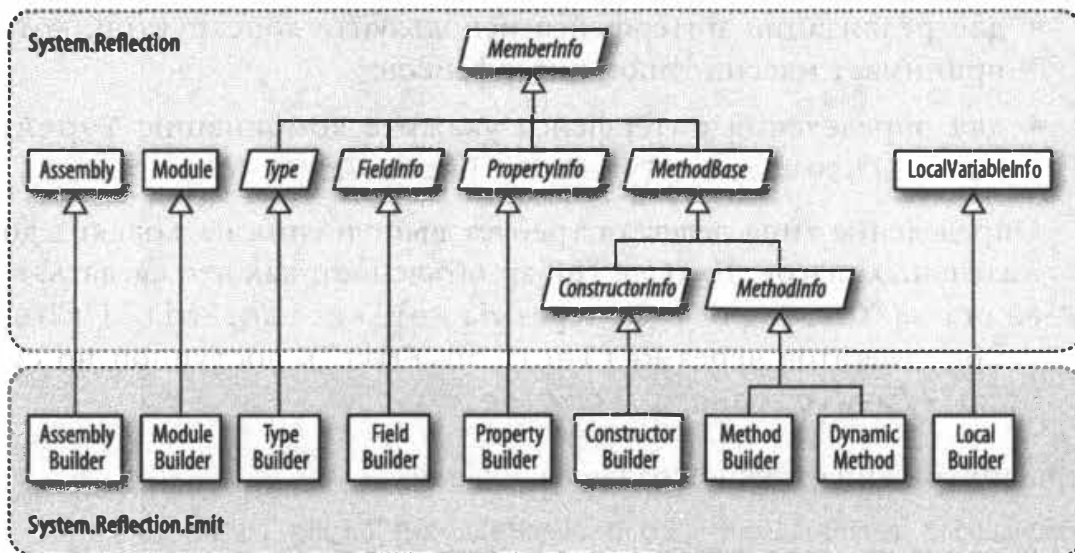 System.Reflection
MemberInfo
Assembly
Module
Type
FieldInfo
PropertyInfo
MethodBase
LocalVariableInfo
ConstructorInfo
MethodInfo
Assembly
Builder
Module
Builder
Type
Builder
Field
Builder
Property
Builder
Constructor
Builder
Method
Builder
Dynamic
Method
Local
Builder
System.Reflection.Emit